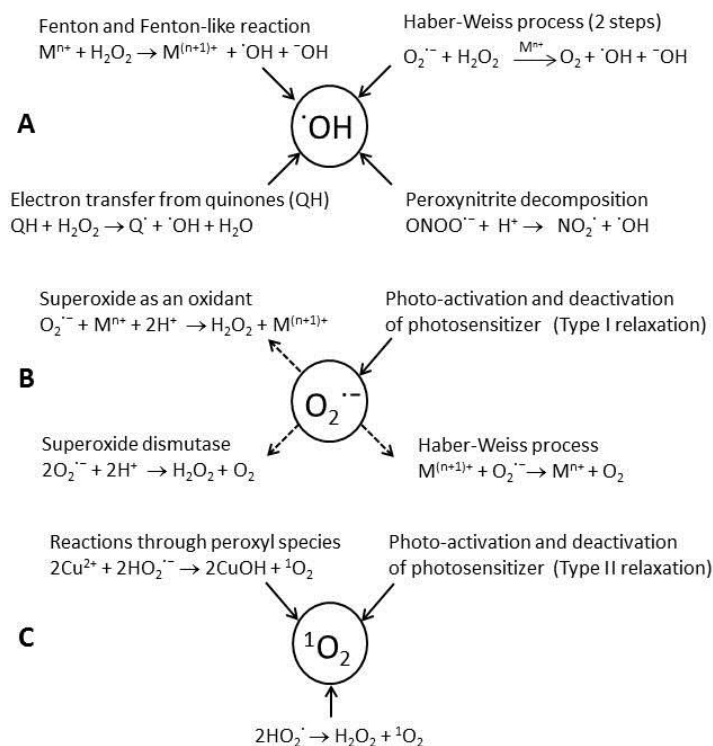 Fenton and Fenton-like reaction
Mⁿ⁺ + H₂O₂ → M⁽ⁿ⁺¹⁾⁺ + ˙OH + ⁻OH
Haber-Weiss process (2 steps)
O₂˙⁻ + H₂O₂ →(Mⁿ⁺) O₂ + ˙OH + ⁻OH
A
˙OH
Electron transfer from quinones (QH)
QH + H₂O₂ → Q˙ + ˙OH + H₂O
Peroxynitrite decomposition
ONOO˙⁻ + H⁺ → NO₂˙ + ˙OH
Superoxide as an oxidant
O₂˙⁻ + Mⁿ⁺ + 2H⁺ → H₂O₂ + M⁽ⁿ⁺¹⁾⁺
Photo-activation and deactivation
of photosensitizer (Type I relaxation)
B
O₂˙⁻
Superoxide dismutase
2O₂˙⁻ + 2H⁺ → H₂O₂ + O₂
Haber-Weiss process
M⁽ⁿ⁺¹⁾⁺ + O₂˙⁻ → Mⁿ⁺ + O₂
Reactions through peroxyl species
2Cu²⁺ + 2HO₂˙⁻ → 2CuOH + ¹O₂
Photo-activation and deactivation
of photosensitizer (Type II relaxation)
C
¹O₂
2HO₂˙ → H₂O₂ + ¹O₂